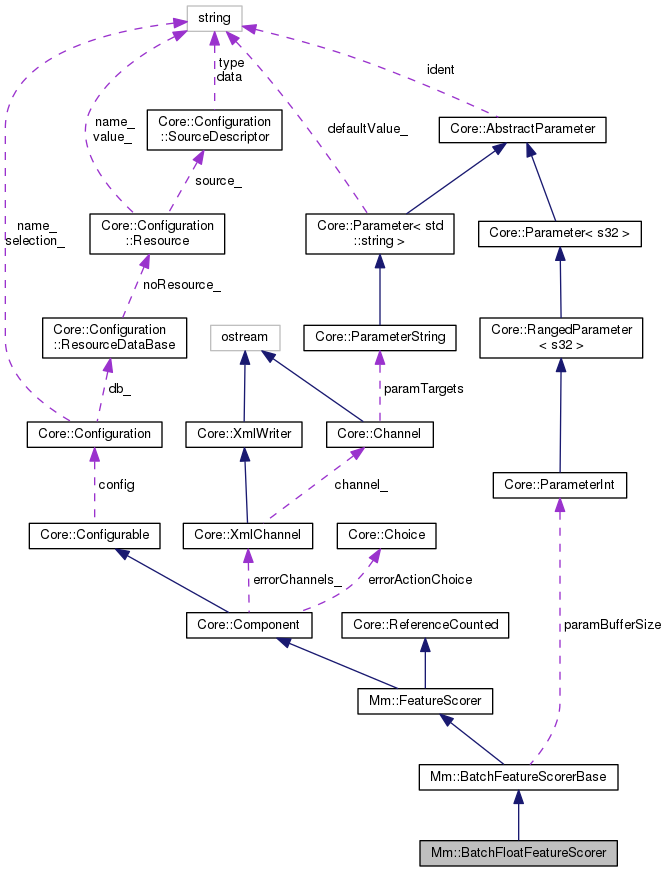 string
type
data
ident
name_
value_
Core::Configuration
::SourceDescriptor
defaultValue_
Core::AbstractParameter
source_
name_
selection_
Core::Configuration
::Resource
Core::Parameter< std
::string >
Core::Parameter< s32 >
noResource_
Core::Configuration
::ResourceDataBase
ostream
Core::ParameterString
Core::RangedParameter
< s32 >
db_
paramTargets
Core::Configuration
Core::XmlWriter
Core::Channel
config
channel_
Core::ParameterInt
Core::Configurable
Core::XmlChannel
Core::Choice
errorChannels_
errorActionChoice
Core::Component
Core::ReferenceCounted
paramBufferSize
Mm::FeatureScorer
Mm::BatchFeatureScorerBase
Mm::BatchFloatFeatureScorer